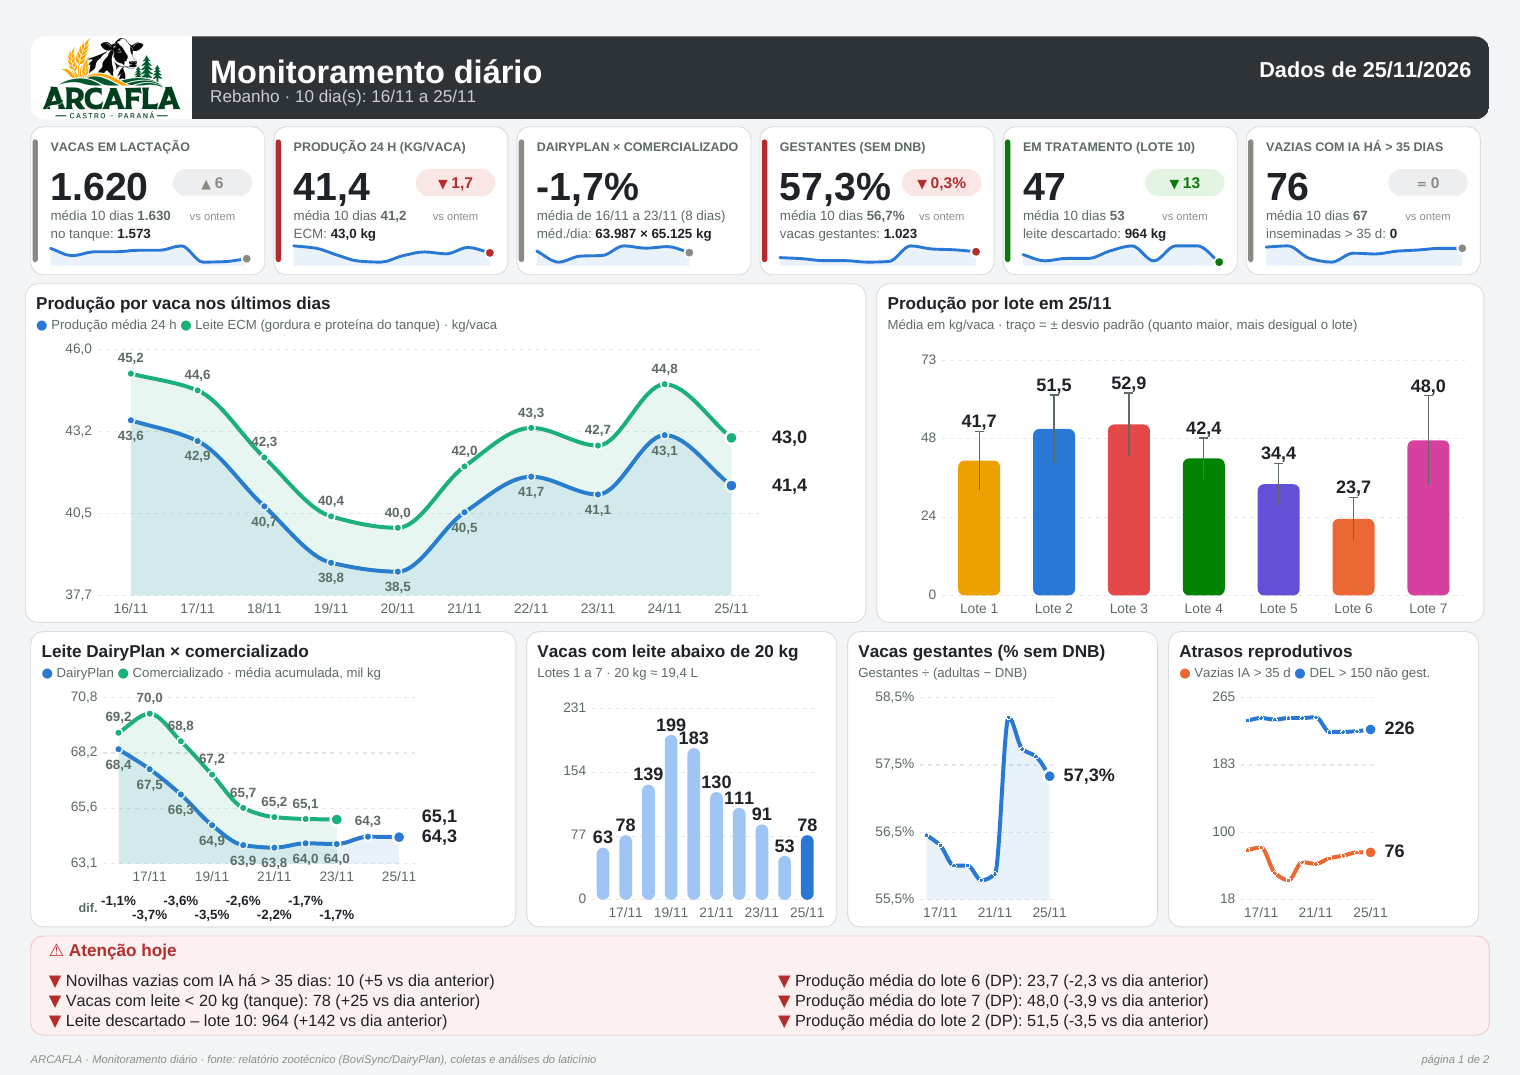 ARCAFLA
CASTRO - PARANÁ
Monitoramento diário
Rebanho · 10 dia(s): 16/11 a 25/11
Dados de 25/11/2026
VACAS EM LACTAÇÃO
1.620 ▲ 6
média 10 dias 1.630 vs ontem
no tanque: 1.573
PRODUÇÃO 24 H (KG/VACA)
41,4 ▼ 1,7
média 10 dias 41,2 vs ontem
ECM: 43,0 kg
DAIRYPLAN × COMERCIALIZADO
-1,7%
média de 16/11 a 23/11 (8 dias)
méd./dia: 63.987 × 65.125 kg
GESTANTES (SEM DNB)
57,3% ▼ 0,3%
média 10 dias 56,7% vs ontem
vacas gestantes: 1.023
EM TRATAMENTO (LOTE 10)
47 ▼ 13
média 10 dias 53 vs ontem
leite descartado: 964 kg
VAZIAS COM IA HÁ > 35 DIAS
76 = 0
média 10 dias 67 vs ontem
inseminadas > 35 d: 0
Produção por vaca nos últimos dias
Produção média 24 h Leite ECM (gordura e proteína do tanque) · kg/vaca
46,0
43,2
40,5
37,7
45,2 44,6 42,3 40,4 40,0 42,0 43,3 42,7 44,8 43,0
43,6 42,9 40,7 38,8 38,5 40,5 41,7 41,1 43,1 41,4
16/11 17/11 18/11 19/11 20/11 21/11 22/11 23/11 24/11 25/11
Produção por lote em 25/11
Média em kg/vaca · traço = ± desvio padrão (quanto maior, mais desigual o lote)
73
48
24
0
41,7 51,5 52,9 42,4 34,4 23,7 48,0
Lote 1 Lote 2 Lote 3 Lote 4 Lote 5 Lote 6 Lote 7
Leite DairyPlan × comercializado
DairyPlan Comercializado · média acumulada, mil kg
70,8
68,2
65,6
63,1
69,2 70,0 68,8 67,2 65,7 65,2 65,1 65,1
68,4 67,5 66,3 64,9 63,9 63,8 64,0 64,0 64,3 64,3
17/11 19/11 21/11 23/11 25/11
dif. -1,1% -3,7% -3,6% -3,5% -2,6% -2,2% -1,7% -1,7%
Vacas com leite abaixo de 20 kg
Lotes 1 a 7 · 20 kg ≈ 19,4 L
231
154
77
0
63 78 139 199 183 130 111 91 53 78
17/11 19/11 21/11 23/11 25/11
Vacas gestantes (% sem DNB)
Gestantes ÷ (adultas − DNB)
58,5%
57,5%
56,5%
55,5%
57,3%
17/11 21/11 25/11
Atrasos reprodutivos
Vazias IA > 35 d DEL > 150 não gest.
265
183
100
18
226
76
17/11 21/11 25/11
⚠ Atenção hoje
▼ Novilhas vazias com IA há > 35 dias: 10 (+5 vs dia anterior)
▼ Vacas com leite < 20 kg (tanque): 78 (+25 vs dia anterior)
▼ Leite descartado – lote 10: 964 (+142 vs dia anterior)
▼ Produção média do lote 6 (DP): 23,7 (-2,3 vs dia anterior)
▼ Produção média do lote 7 (DP): 48,0 (-3,9 vs dia anterior)
▼ Produção média do lote 2 (DP): 51,5 (-3,5 vs dia anterior)
ARCAFLA · Monitoramento diário · fonte: relatório zootécnico (BoviSync/DairyPlan), coletas e análises do laticínio
página 1 de 2